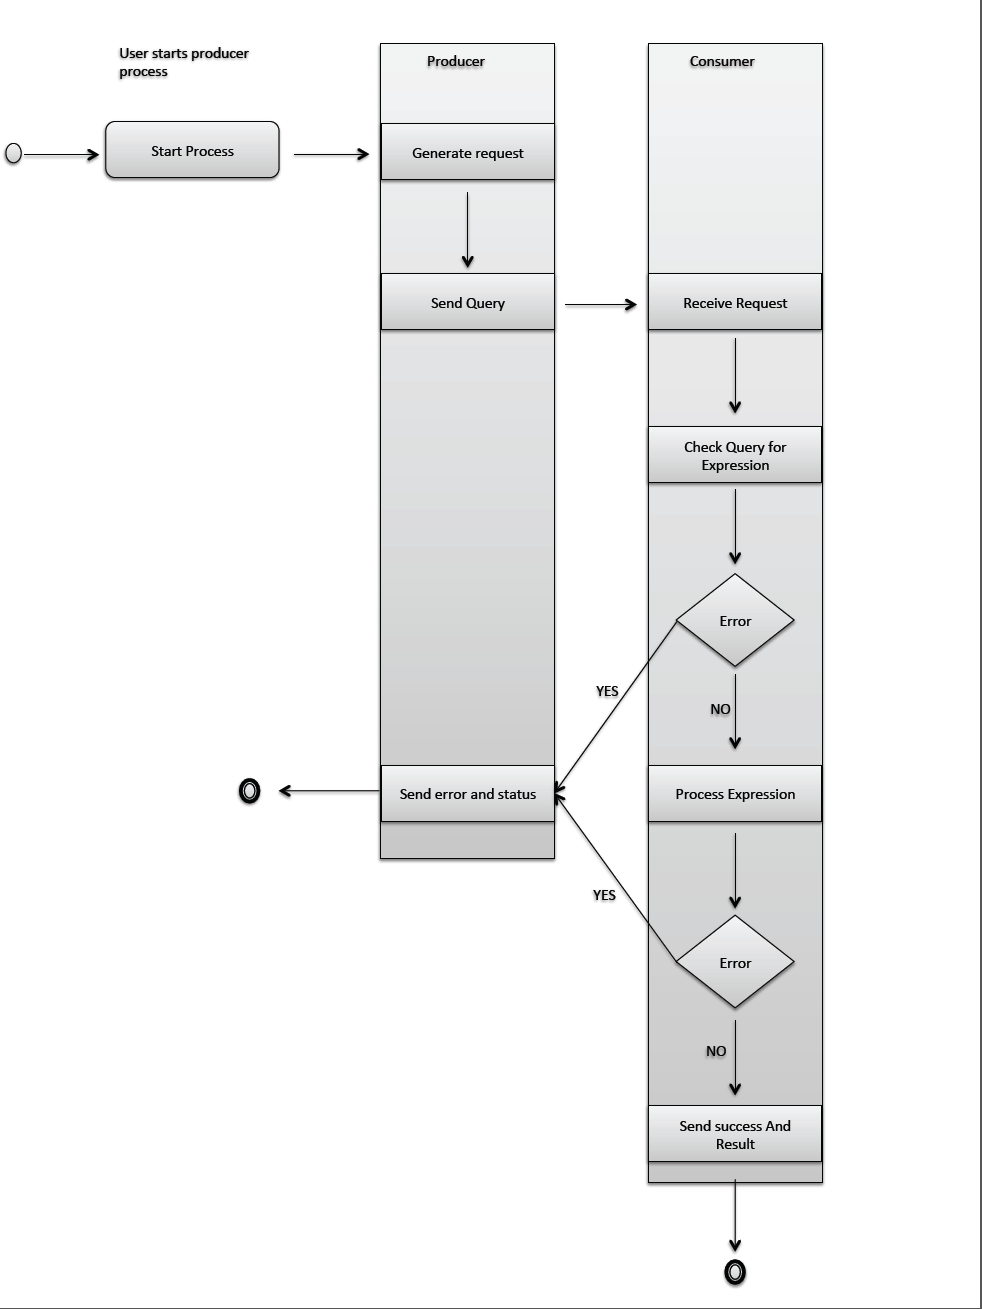 User starts producer
process
Producer
Consumer
Start Process
Generate request
Send Query
Receive Request
Check Query for
Expression
Error
YES
NO
Send error and status
Process Expression
YES
Error
NO
Send success And
Result